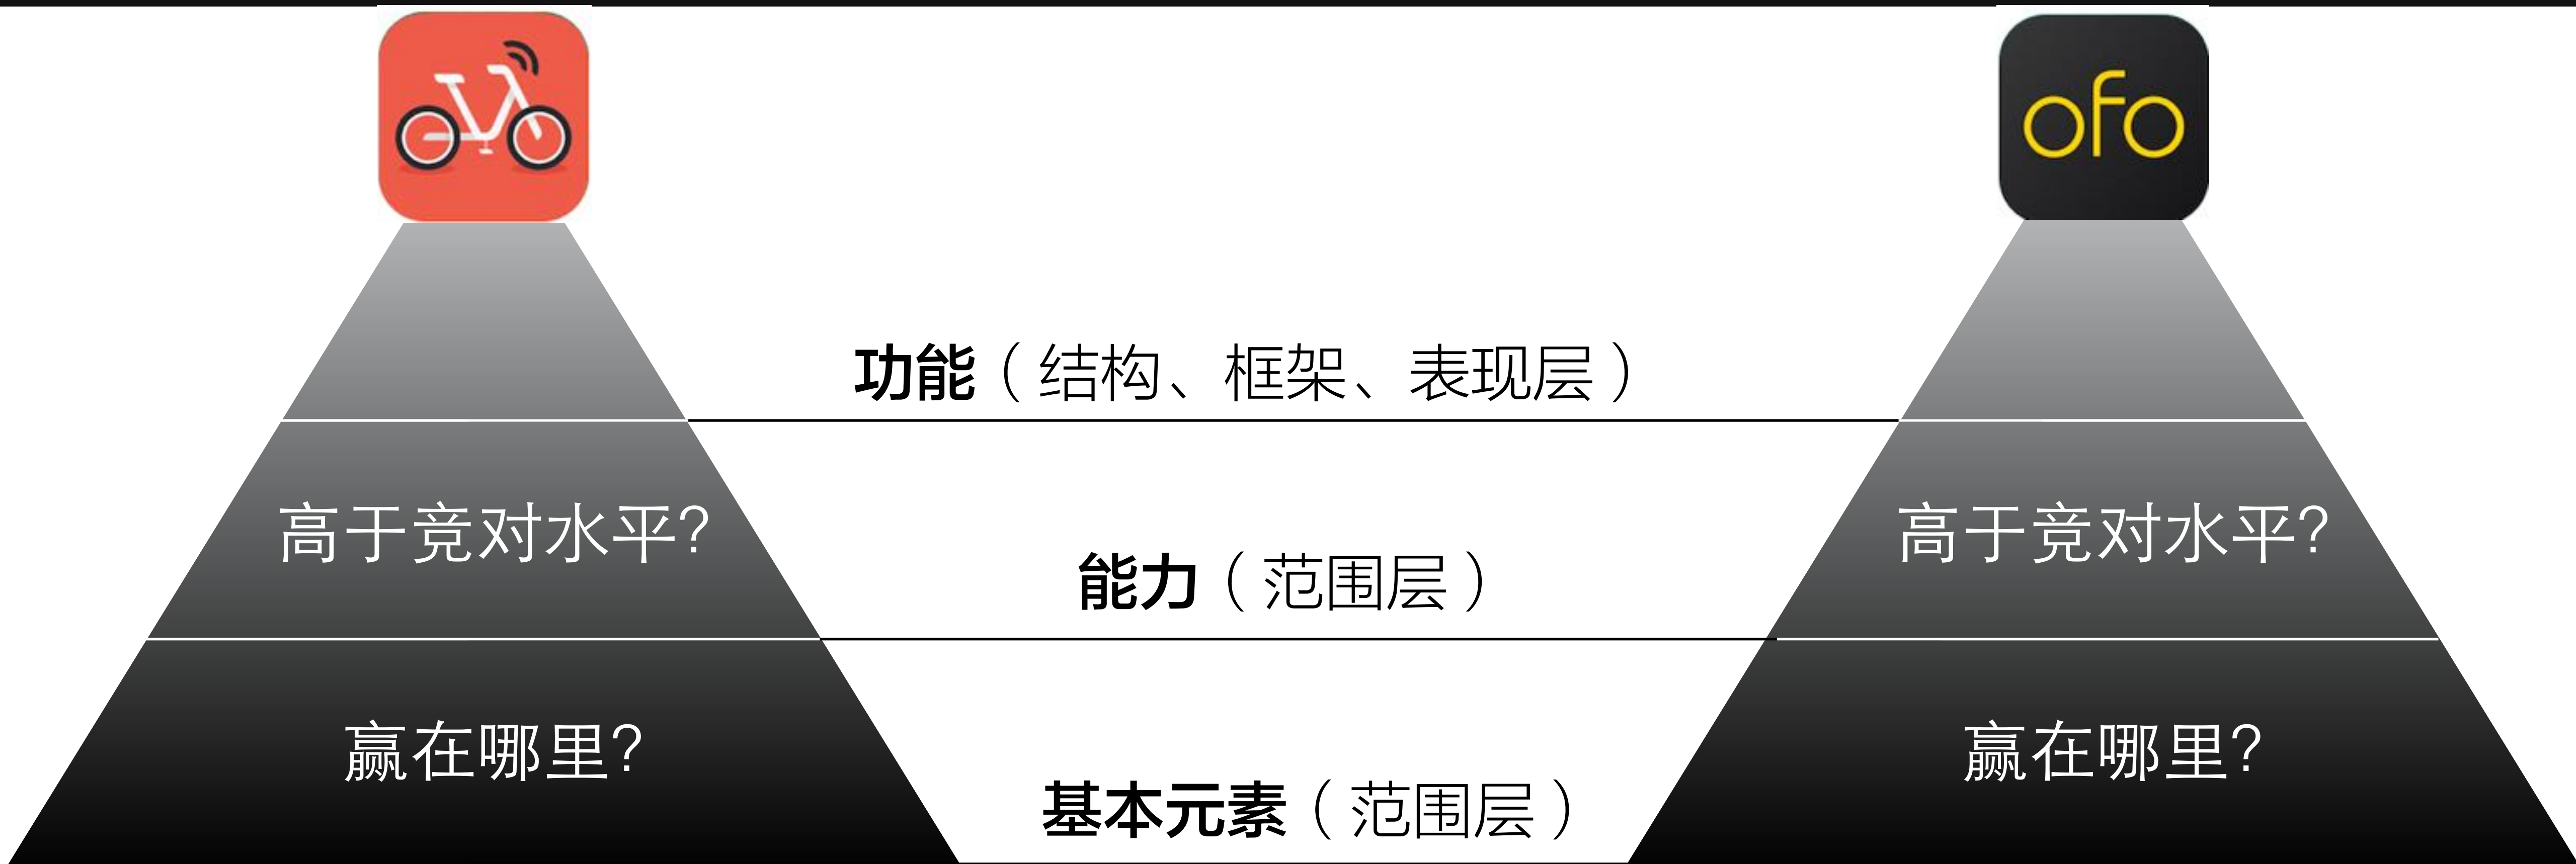 ofo
功能（结构、框架、表现层）
高于竞对水平？
高于竞对水平？
能力（范围层）
赢在哪里？
赢在哪里？
基本元素（范围层）